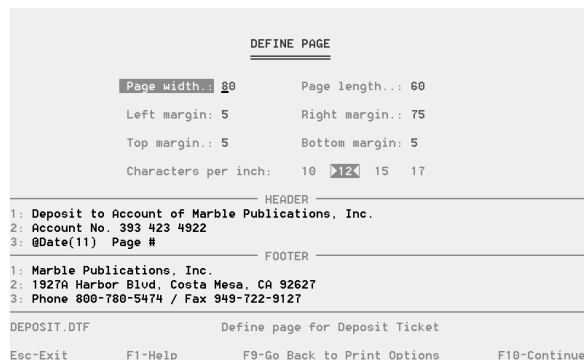 DEFINE PAGE
Page width.: 80 Page length..: 60
Left margin: 5 Right margin.: 75
Top margin.: 5 Bottom margin: 5
Characters per inch: 10 ►12◄ 15 17
HEADER
1: Deposit to Account of Marble Publications, Inc.
2: Account No. 393 423 4922
3: @Date(11) Page #
FOOTER
1: Marble Publications, Inc.
2: 1927A Harbor Blvd, Costa Mesa, CA 92627
3: Phone 800-780-5474 / Fax 949-722-9127
DEPOSIT.DTF Define page for Deposit Ticket
Esc-Exit F1-Help F9-Go Back to Print Options F10-Continue